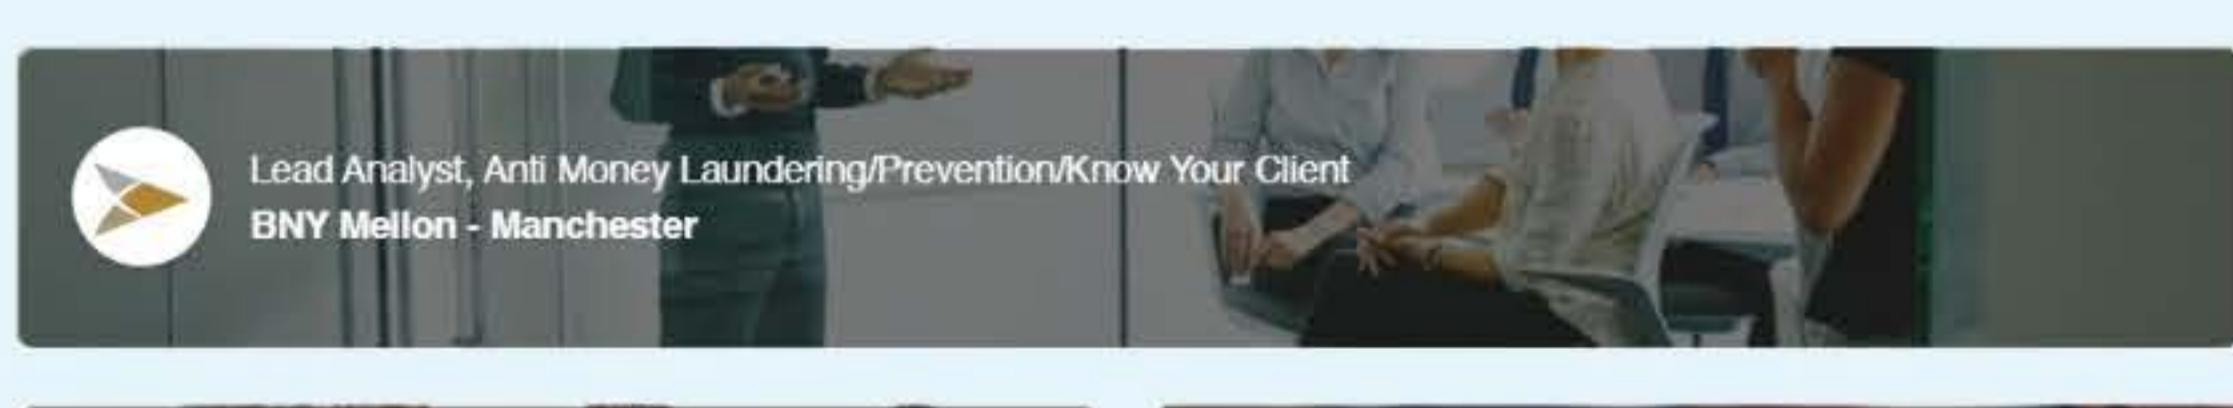 Lead Analyst, Anti Money Laundering/Prevention/Know Your Client
BNY Mellon - Manchester